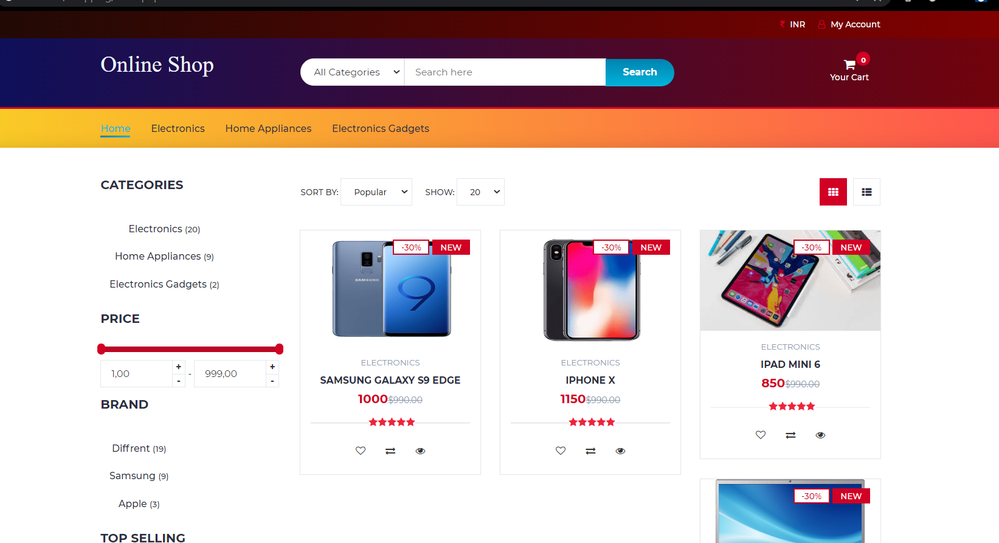 INR My Account
Online Shop
All Categories Search here Search
0
Your Cart
Home Electronics Home Appliances Electronics Gadgets
CATEGORIES
Electronics (20)
Home Appliances (9)
Electronics Gadgets (2)
PRICE
1,00 + - - 999,00 + -
BRAND
Diffrent (19)
Samsung (9)
Apple (3)
TOP SELLING
SORT BY: Popular SHOW: 20
-30% NEW
SAMSUNG
9
ELECTRONICS
SAMSUNG GALAXY S9 EDGE
1000$990.00
-30% NEW
ELECTRONICS
IPHONE X
1150$990.00
-30% NEW
ELECTRONICS
IPAD MINI 6
850$990.00
-30% NEW